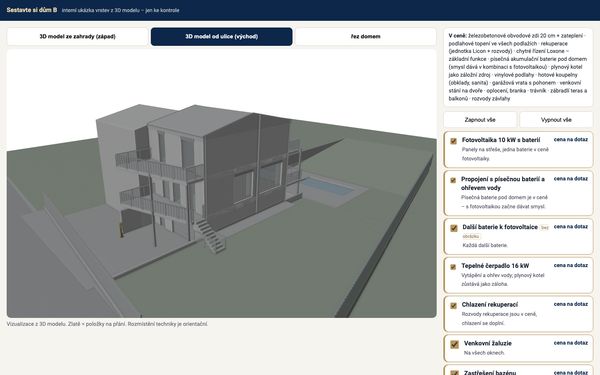 Sestavte si dům B interní ukázka vrstev z 3D modelu – jen ke kontrole
3D model ze zahrady (západ)
3D model od ulice (východ)
řez domem
Vizualizace z 3D modelu. Zlatě = položky na přání. Rozmístění techniky je orientační.
V ceně: železobetonové obvodové zdi 20 cm + zateplení ·
podlahové topení ve všech podlažích · rekuperace
(jednotka Licon + rozvody) · chytré řízení Loxone –
základní funkce · písečná akumulační baterie pod domem
(smysl dává v kombinaci s fotovoltaikou) · plynový kotel
jako záložní zdroj · vinylové podlahy · hotové koupelny
(obklady, sanita) · garážová vrata s pohonem · venkovní
stání na dvoře · oplocení, branka · trávník · zábradlí teras a
balkonů · rozvody závlahy
Zapnout vše
Vypnout vše
Fotovoltaika 10 kW s baterií cena na dotaz
Panely na střeše, jedna baterie v ceně
fotovoltaiky.
Propojení s písečnou baterií a cena na dotaz
ohřevem vody
Písečná baterie pod domem je v ceně
– s fotovoltaikou začne dávat smysl.
Další baterie k fotovoltaice bez cena na dotaz
obrázku
Každá další baterie.
Tepelné čerpadlo 16 kW cena na dotaz
Vytápění a ohřev vody; plynový kotel
zůstává jako záloha.
Chlazení rekuperací cena na dotaz
Rozvody rekuperace jsou v ceně,
chlazení se doplní.
Venkovní žaluzie cena na dotaz
Na všech oknech.
Zastřešení bazénu cena na dotaz